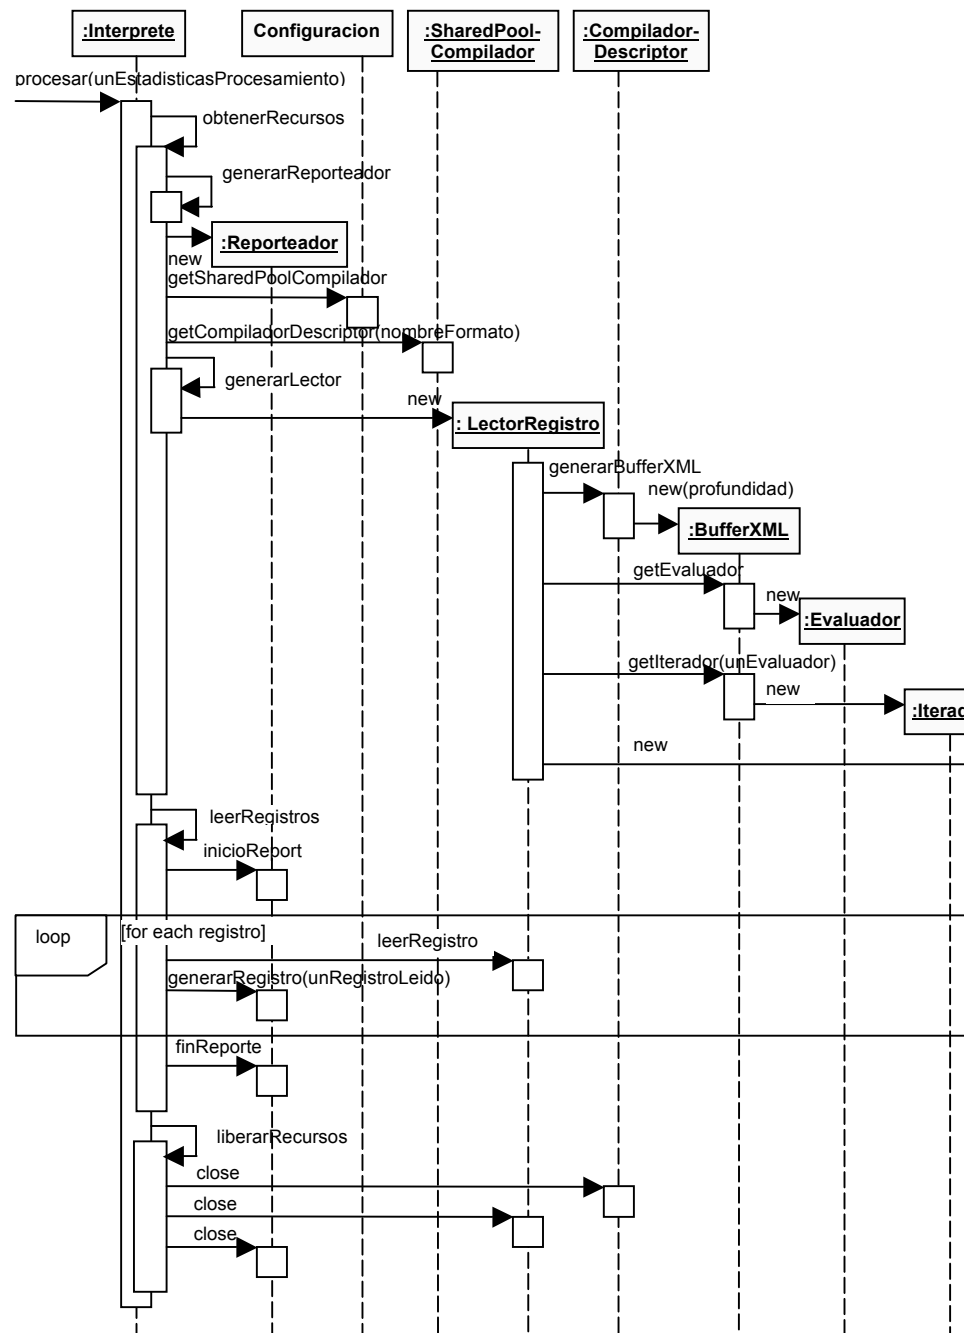 :Interprete
Configuracion
:SharedPool-
Compilador
:Compilador-
Descriptor
procesar(unEstadisticasProcesamiento)
obtenerRecursos
generarReporteador
:Reporteador
new
getSharedPoolCompilador
getCompiladorDescriptor(nombreFormato)
generarLector
new
: LectorRegistro
generarBufferXML
new(profundidad)
:BufferXML
getEvaluador
new
:Evaluador
getIterador(unEvaluador)
new
:Iterad
new
leerRegistros
inicioReport
loop
[for each registro]
leerRegistro
generarRegistro(unRegistroLeido)
finReporte
liberarRecursos
close
close
close